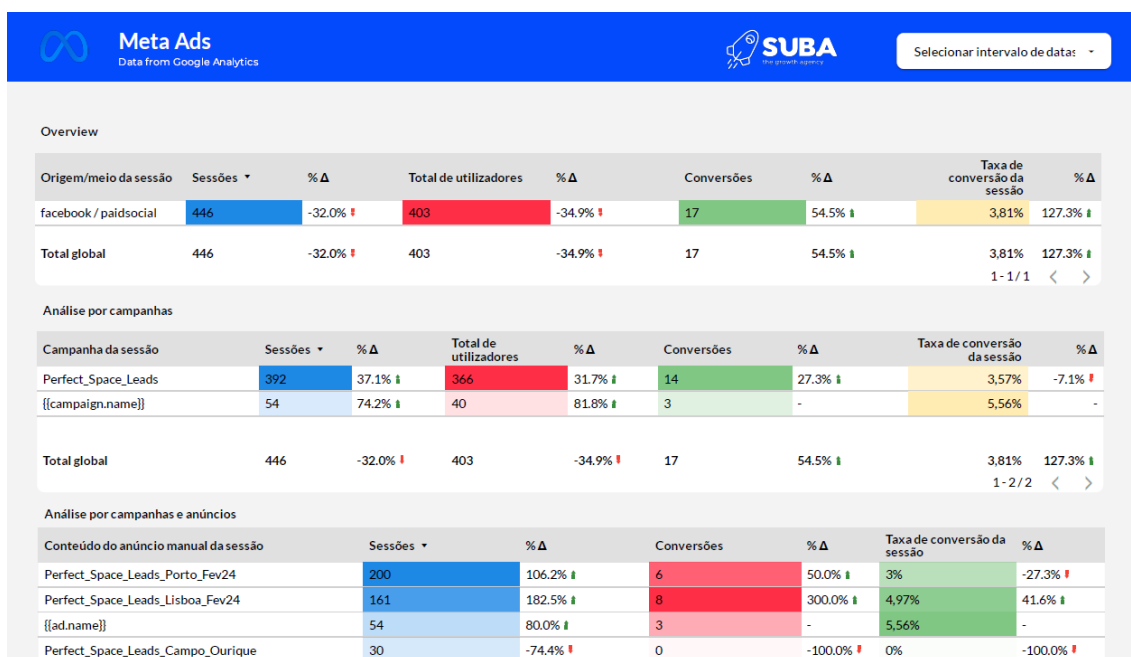 Meta Ads
Data from Google Analytics
SUBA
the growth agency
Selecionar intervalo de datas
Overview
Origem/meio da sessão Sessões % Δ Total de utilizadores % Δ Conversões % Δ Taxa de conversão da sessão % Δ
facebook / paidsocial 446 -32.0% 403 -34.9% 17 54.5% 3,81% 127.3%
Total global 446 -32.0% 403 -34.9% 17 54.5% 3,81% 127.3%
1 - 1 / 1
Análise por campanhas
Campanha da sessão Sessões % Δ Total de utilizadores % Δ Conversões % Δ Taxa de conversão da sessão % Δ
Perfect_Space_Leads 392 37.1% 366 31.7% 14 27.3% 3,57% -7.1%
{{campaign.name}} 54 74.2% 40 81.8% 3 - 5,56% -
Total global 446 -32.0% 403 -34.9% 17 54.5% 3,81% 127.3%
1 - 2 / 2
Análise por campanhas e anúncios
Conteúdo do anúncio manual da sessão Sessões % Δ Conversões % Δ Taxa de conversão da sessão % Δ
Perfect_Space_Leads_Porto_Fev24 200 106.2% 6 50.0% 3% -27.3%
Perfect_Space_Leads_Lisboa_Fev24 161 182.5% 8 300.0% 4,97% 41.6%
{{ad.name}} 54 80.0% 3 - 5,56% -
Perfect_Space_Leads_Campo_Ourique 30 -74.4% 0 -100.0% 0% -100.0%